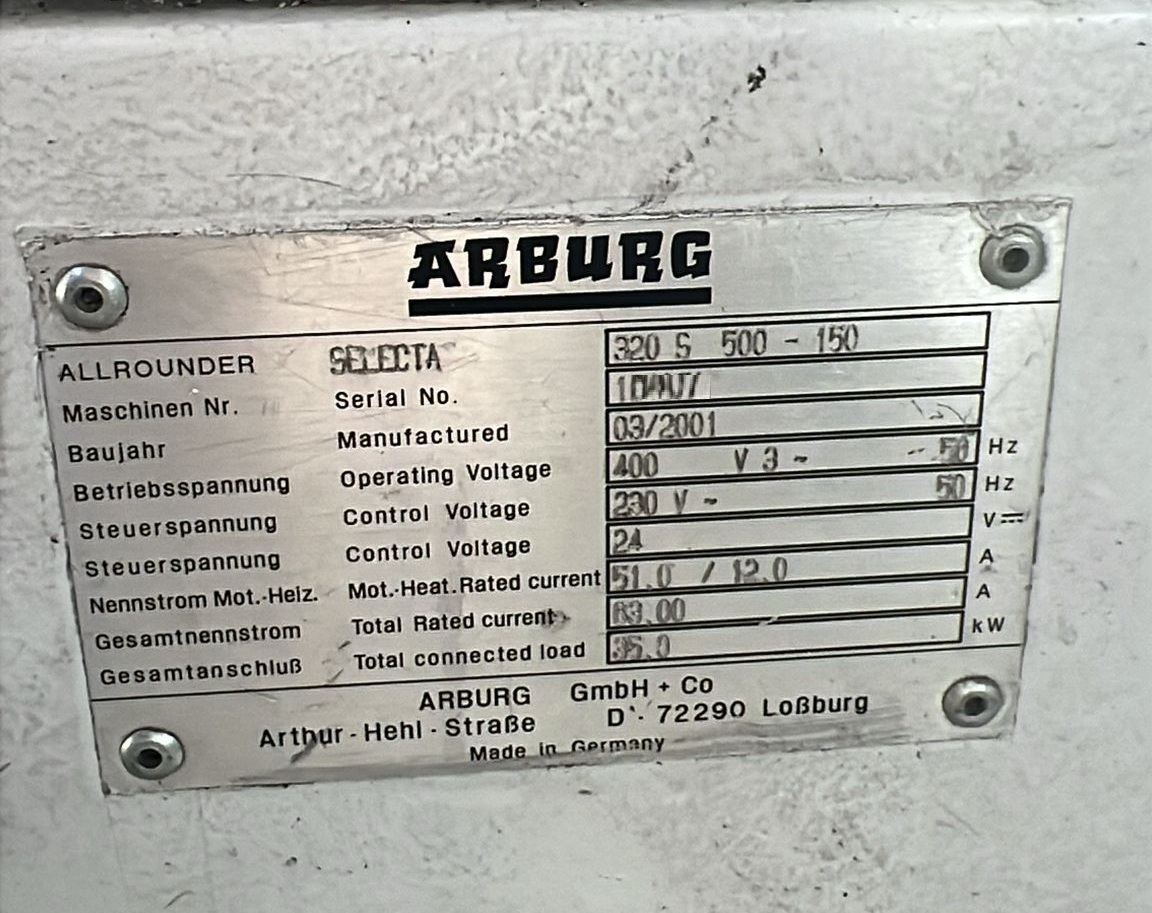 ARBURG
ALLROUNDER SELECTA 320 S 500 - 150
Maschinen Nr. Serial No.
Baujahr Manufactured 03/2001
Betriebsspannung Operating Voltage 400 V 3 ~ 50 Hz
Steuerspannung Control Voltage 230 V ~ 50 Hz
Steuerspannung Control Voltage 24 V⎓
Nennstrom Mot.-Heiz. Mot.-Heat.Rated current 51.0 / 12.0 A
Gesamtnennstrom Total Rated current 63.00 A
Gesamtanschluß Total connected load kW
ARBURG GmbH + Co
Arthur - Hehl - Straße D - 72290 Loßburg
Made in Germany